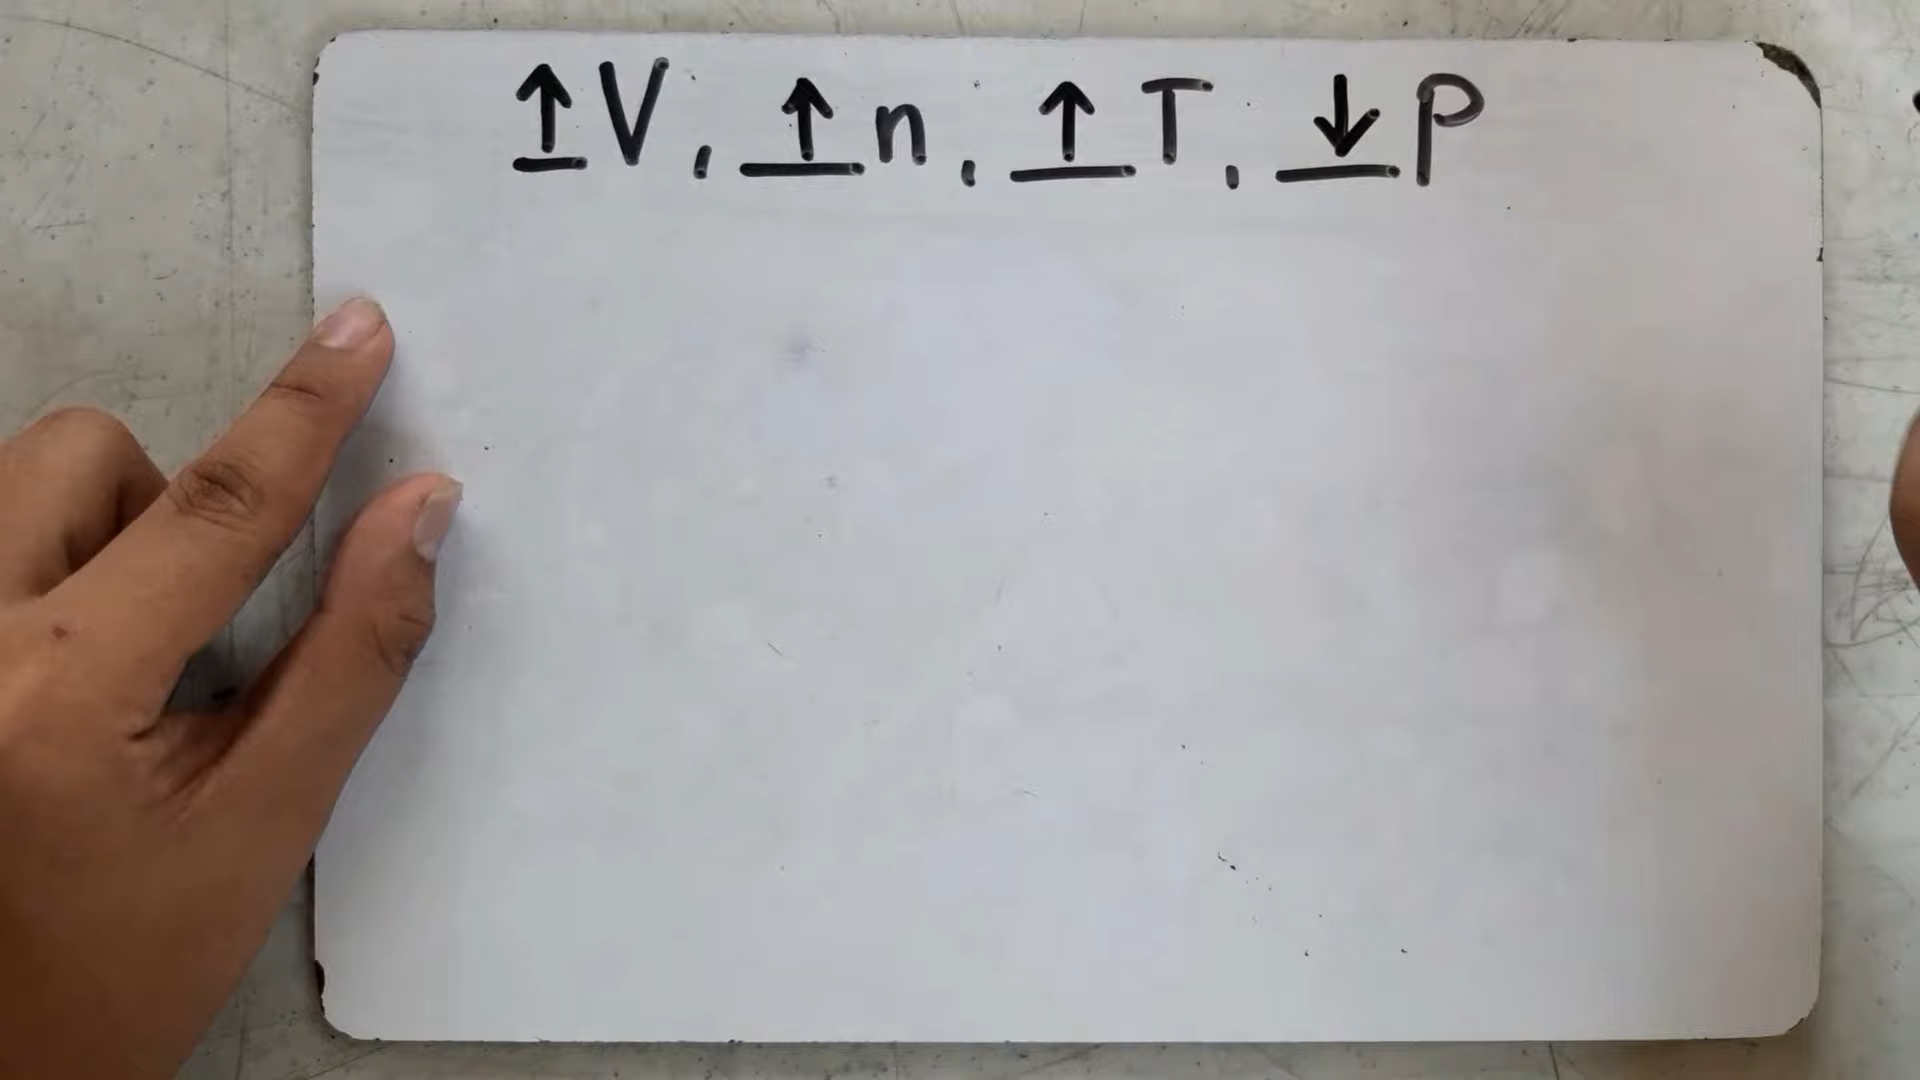 ↑V, ↑n, ↑T, ↓P